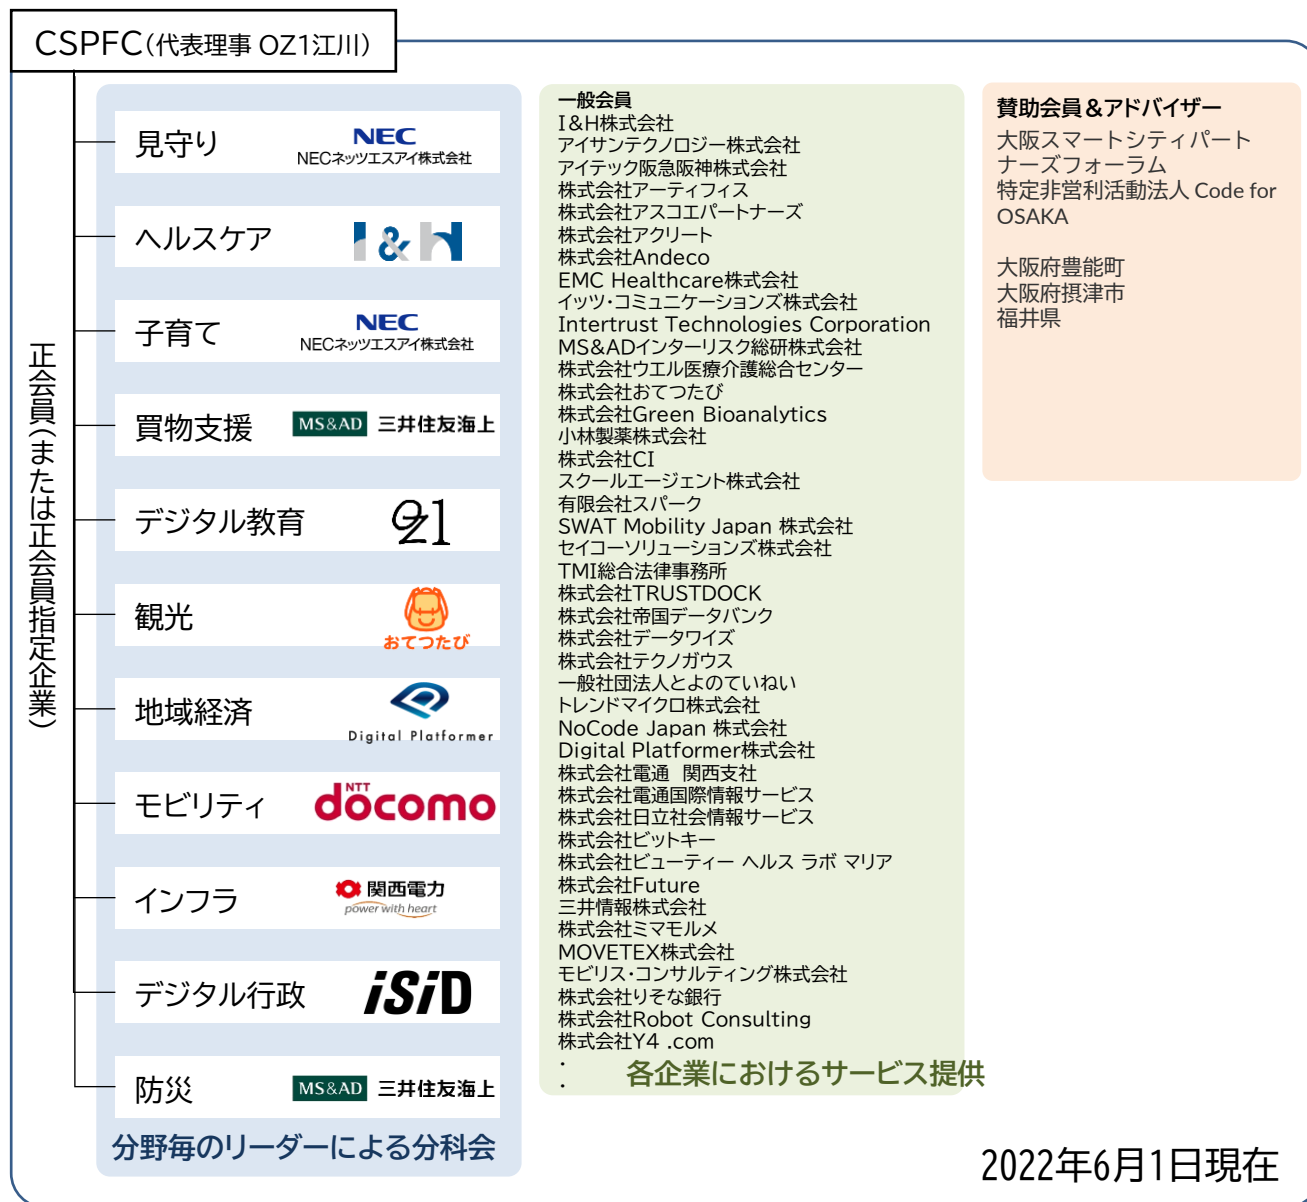 CSPFC(代表理事 OZ1江川)
正会員(または正会員指定企業)
見守り
NEC
NECネッツエスアイ株式会社
ヘルスケア
I&H
子育て
NEC
NECネッツエスアイ株式会社
買物支援
MS&AD 三井住友海上
デジタル教育
OZ1
観光
おてつたび
地域経済
Digital Platformer
モビリティ
NTT
döcomo
インフラ
関西電力
power with heart
デジタル行政
iSiD
防災
MS&AD 三井住友海上
分野毎のリーダーによる分科会
一般会員
I&H株式会社
アイサンテクノロジー株式会社
アイテック阪急阪神株式会社
株式会社アーティフィス
株式会社アスコエパートナーズ
株式会社アクリート
株式会社Andeco
EMC Healthcare株式会社
イッツ・コミュニケーションズ株式会社
Intertrust Technologies Corporation
MS&ADインターリスク総研株式会社
株式会社ウエル医療介護総合センター
株式会社おてつたび
株式会社Green Bioanalytics
小林製薬株式会社
株式会社CI
スクールエージェント株式会社
有限会社スパーク
SWAT Mobility Japan 株式会社
セイコーソリューションズ株式会社
TMI総合法律事務所
株式会社TRUSTDOCK
株式会社帝国データバンク
株式会社データワイズ
株式会社テクノガウス
一般社団法人とよのていねい
トレンドマイクロ株式会社
NoCode Japan 株式会社
Digital Platformer株式会社
株式会社電通 関西支社
株式会社電通国際情報サービス
株式会社日立社会情報サービス
株式会社ビットキー
株式会社ビューティー ヘルス ラボ マリア
株式会社Future
三井情報株式会社
株式会社ミマモルメ
MOVETEX株式会社
モビリス・コンサルティング株式会社
株式会社りそな銀行
株式会社Robot Consulting
株式会社Y4 .com
・
・
各企業におけるサービス提供
賛助会員&アドバイザー
大阪スマートシティパート
ナーズフォーラム
特定非営利活動法人 Code for
OSAKA
大阪府豊能町
大阪府摂津市
福井県
2022年6月1日現在